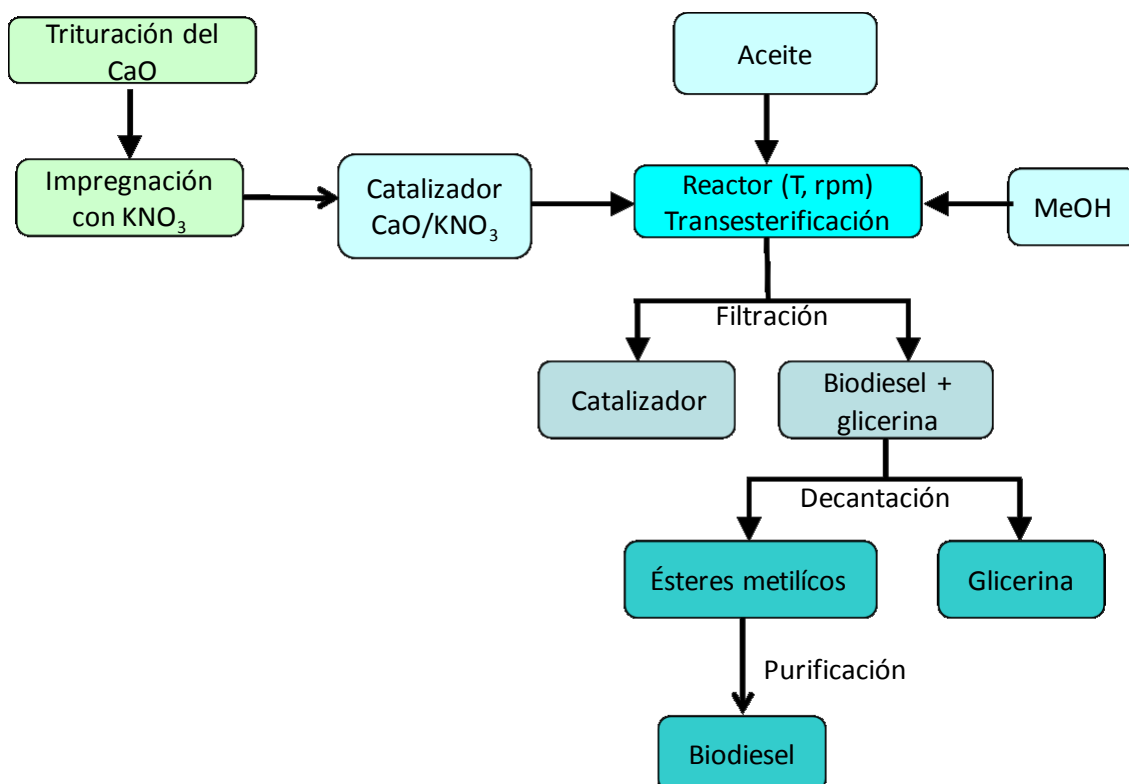 Trituración del
CaO
Aceite
Impregnación
con KNO₃
Catalizador
CaO/KNO₃
Reactor (T, rpm)
Transesterificación
MeOH
Filtración
Catalizador
Biodiesel +
glicerina
Decantación
Ésteres metilícos
Glicerina
Purificación
Biodiesel